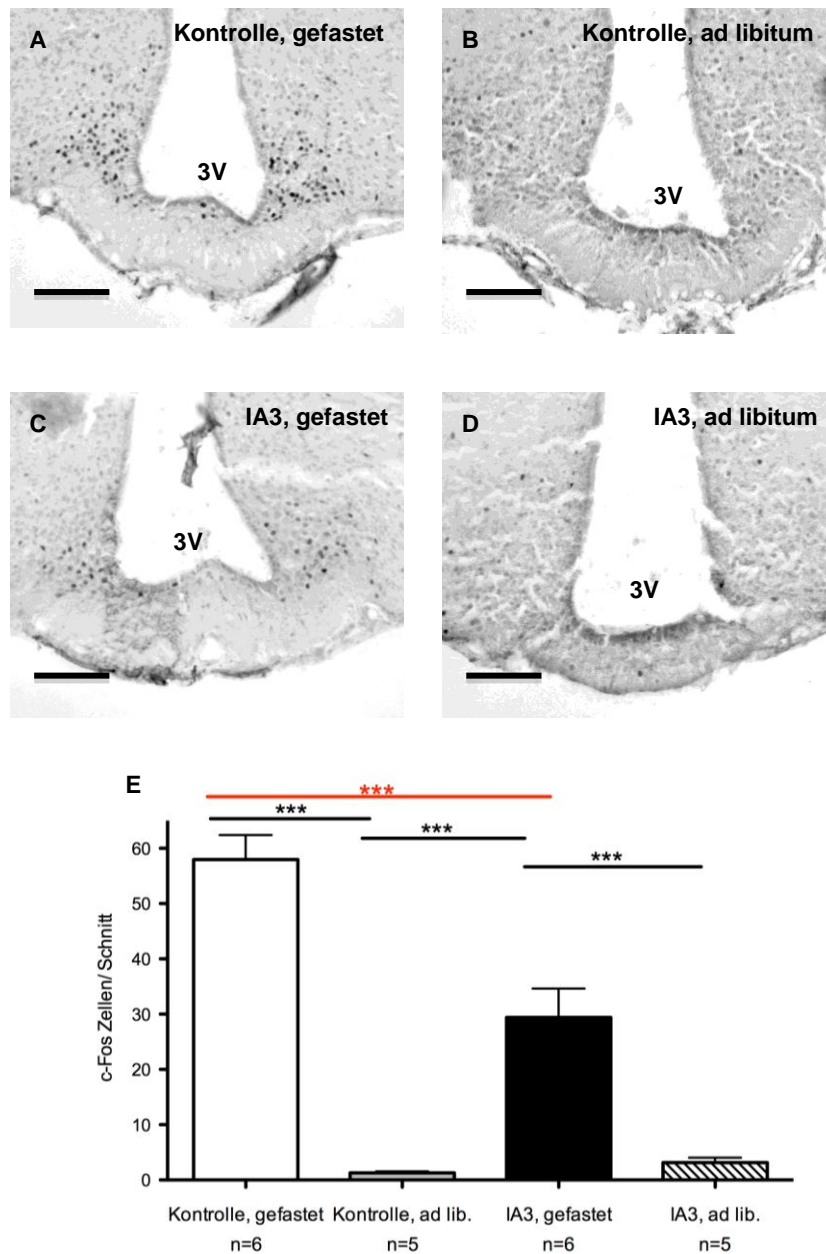 A Kontrolle, gefastet
3V
B Kontrolle, ad libitum
3V
C IA3, gefastet
3V
D IA3, ad libitum
3V
E
***
***
***
***
60
50
40
30
20
10
0
c-Fos Zellen/ Schnitt
Kontrolle, gefastet Kontrolle, ad lib. IA3, gefastet IA3, ad lib.
n=6 n=5 n=6 n=5